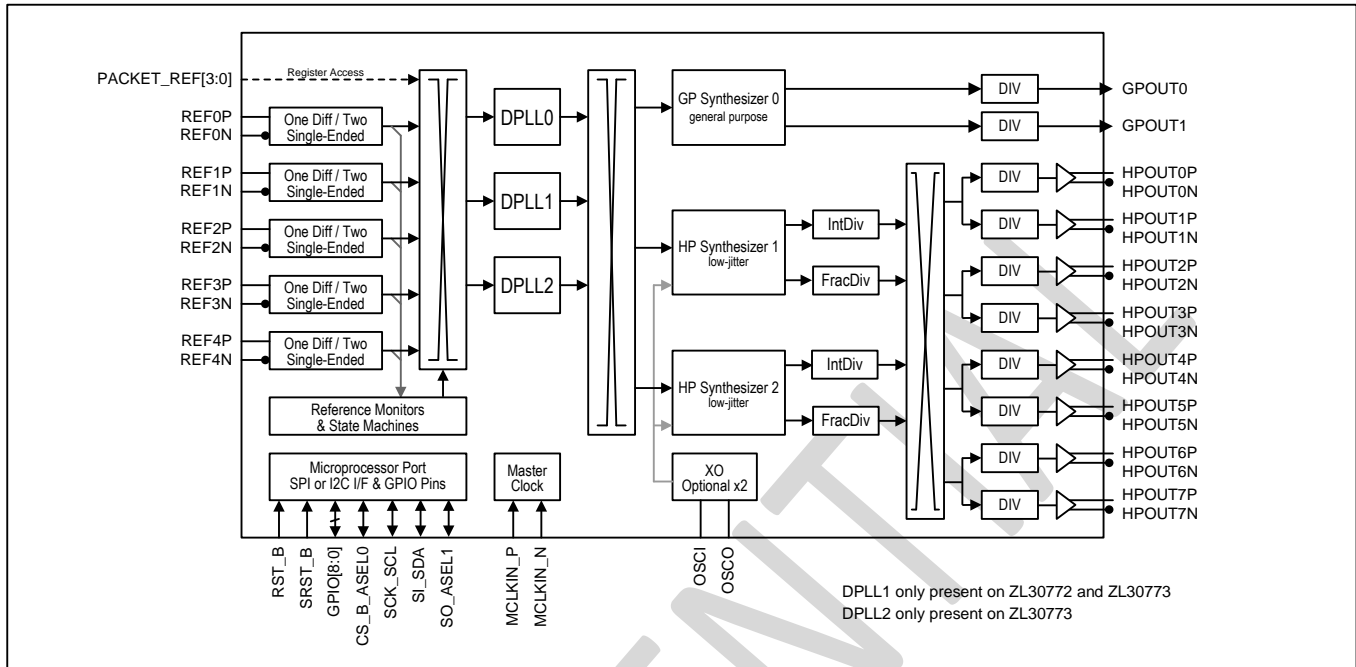 PACKET_REF[3:0]
Register Access
REF0P
REF0N
One Diff / Two
Single-Ended
REF1P
REF1N
One Diff / Two
Single-Ended
REF2P
REF2N
One Diff / Two
Single-Ended
REF3P
REF3N
One Diff / Two
Single-Ended
REF4P
REF4N
One Diff / Two
Single-Ended
Reference Monitors
& State Machines
Microprocessor Port
SPI or I2C I/F & GPIO Pins
DPLL0
DPLL1
DPLL2
Master
Clock
GP Synthesizer 0
general purpose
HP Synthesizer 1
low-jitter
HP Synthesizer 2
low-jitter
XO
Optional x2
IntDiv
FracDiv
IntDiv
FracDiv
DIV
GPOUT0
DIV
GPOUT1
DIV
HPOUT0P
HPOUT0N
DIV
HPOUT1P
HPOUT1N
DIV
HPOUT2P
HPOUT2N
DIV
HPOUT3P
HPOUT3N
DIV
HPOUT4P
HPOUT4N
DIV
HPOUT5P
HPOUT5N
DIV
HPOUT6P
HPOUT6N
DIV
HPOUT7P
HPOUT7N
RST_B
SRST_B
GPIO[8:0]
CS_B_ASEL0
SCK_SCL
SI_SDA
SO_ASEL1
MCLKIN_P
MCLKIN_N
OSCI
OSCO
DPLL1 only present on ZL30772 and ZL30773
DPLL2 only present on ZL30773
ENTIAL